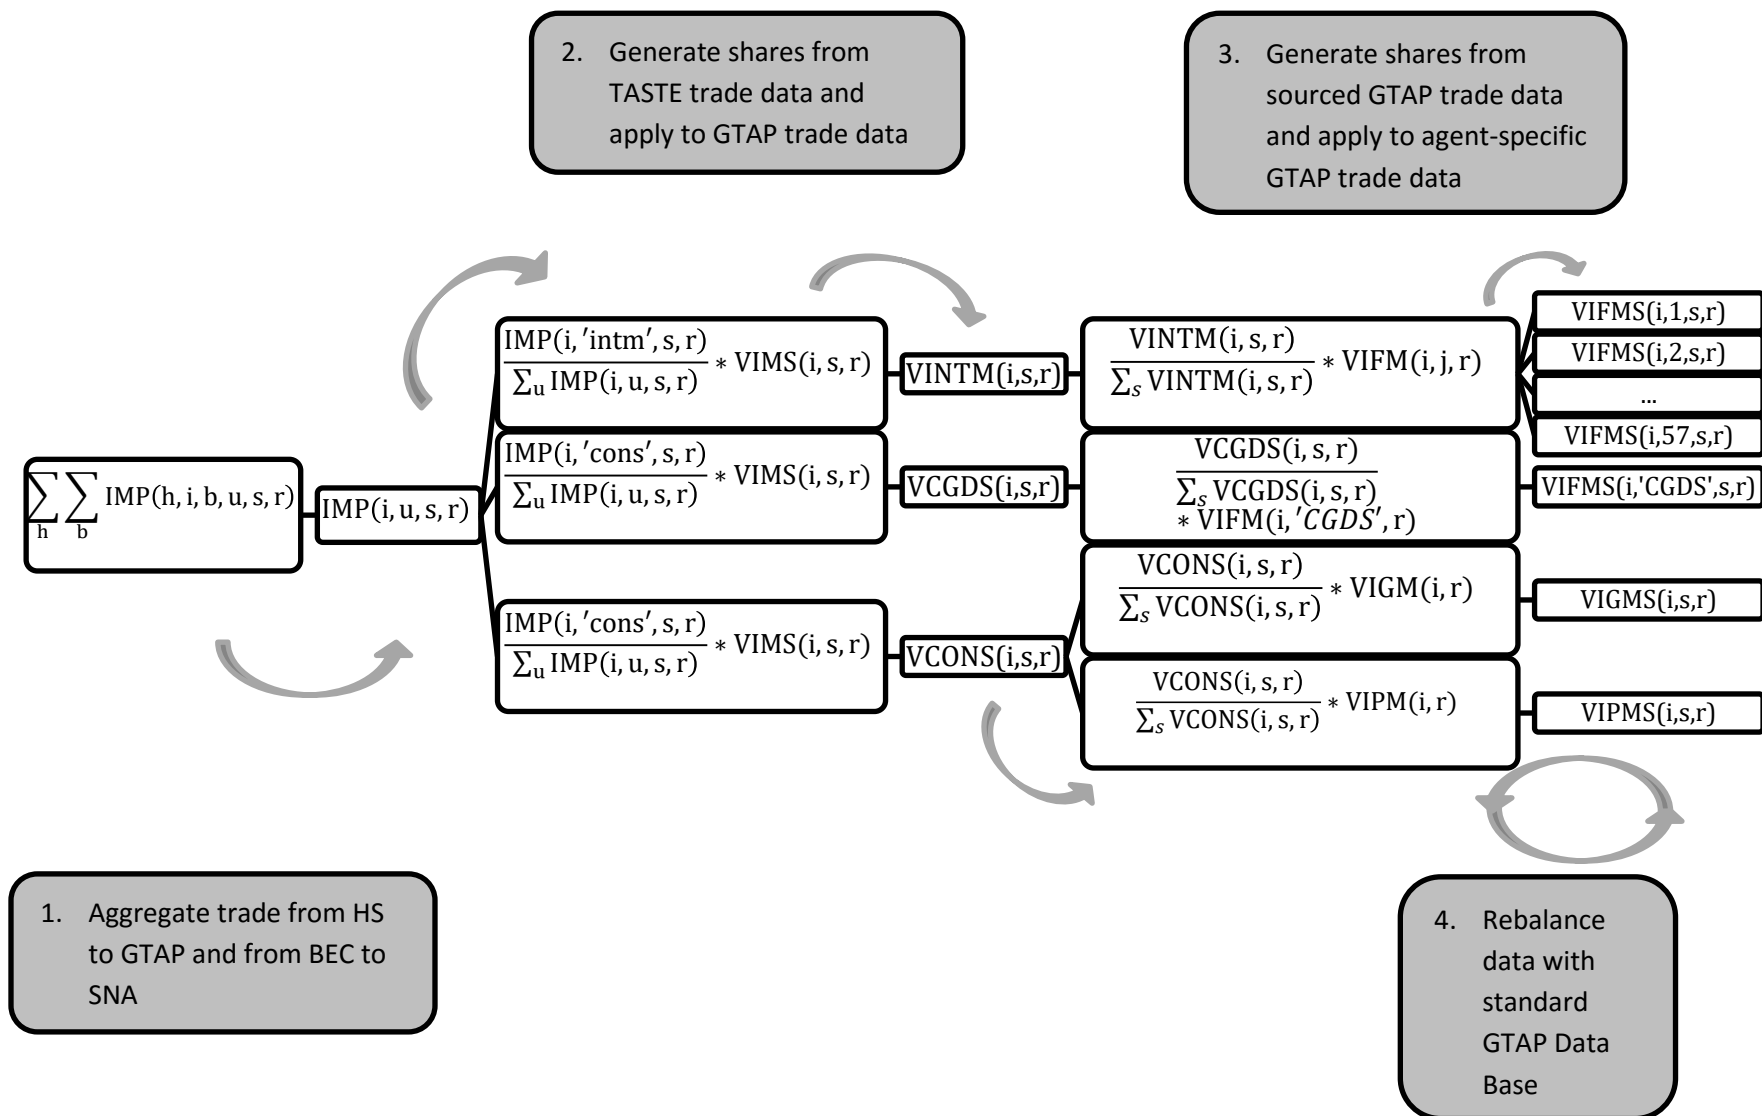 2. Generate shares from
TASTE trade data and
apply to GTAP trade data
3. Generate shares from
sourced GTAP trade data
and apply to agent-specific
GTAP trade data
∑h ∑b IMP(h, i, b, u, s, r)
IMP(i,u,s,r)
IMP(i, ′intm′, s, r)
∑u IMP(i, u, s, r)
∗ VIMS(i, s, r)
VINTM(i,s,r)
VINTM(i, s, r)
∑s VINTM(i, s, r)
∗ VIFM(i, j, r)
VIFMS(i,1,s,r)
VIFMS(i,2,s,r)
...
VIFMS(i,57,s,r)
IMP(i, ′cons′, s, r)
∑u IMP(i, u, s, r)
∗ VIMS(i, s, r)
VCGDS(i,s,r)
VCGDS(i, s, r)
∑s VCGDS(i, s, r)
∗ VIFM(i, ′CGDS′, r)
VIFMS(i,'CGDS',s,r)
IMP(i, ′cons′, s, r)
∑u IMP(i, u, s, r)
∗ VIMS(i, s, r)
VCONS(i,s,r)
VCONS(i, s, r)
∑s VCONS(i, s, r)
∗ VIGM(i, r)
VIGMS(i,s,r)
VCONS(i, s, r)
∑s VCONS(i, s, r)
∗ VIPM(i, r)
VIPMS(i,s,r)
1. Aggregate trade from HS
to GTAP and from BEC to
SNA
4. Rebalance
data with
standard
GTAP Data
Base